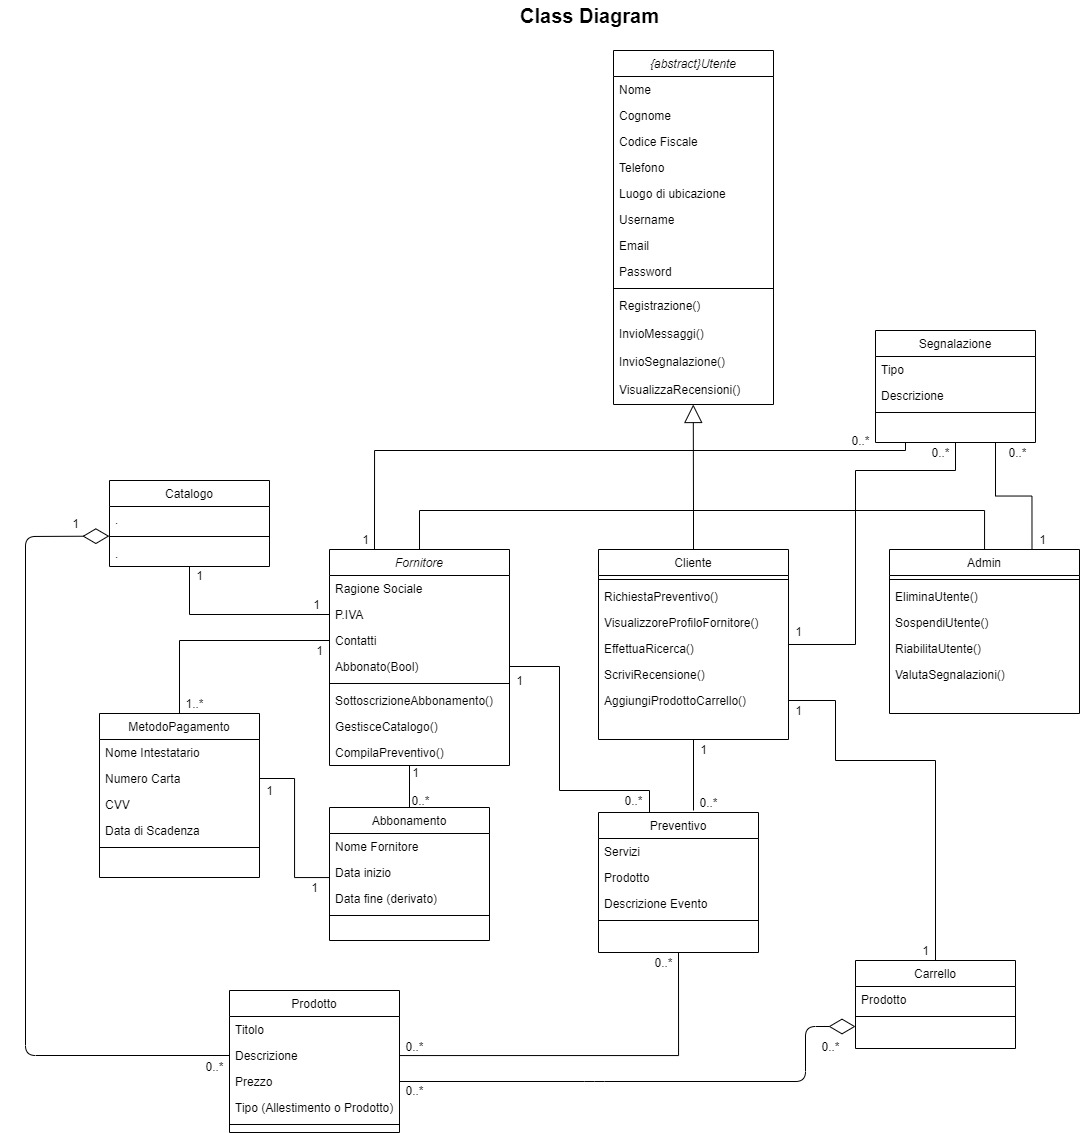 Class Diagram
{abstract}Utente
Nome
Cognome
Codice Fiscale
Telefono
Luogo di ubicazione
Username
Email
Password
Registrazione()
InvioMessaggi()
InvioSegnalazione()
VisualizzaRecensioni()
Segnalazione
Tipo
Descrizione
0..*
0..*
0..*
Catalogo
.
.
1
1
1
1
Fornitore
Ragione Sociale
P.IVA
Contatti
Abbonato(Bool)
SottoscrizioneAbbonamento()
GestisceCatalogo()
CompilaPreventivo()
1
1
1
Cliente
RichiestaPreventivo()
VisualizzoreProfiloFornitore()
EffettuaRicerca()
ScriviRecensione()
AggiungiProdottoCarrello()
1
1
1
1
Admin
EliminaUtente()
SospendiUtente()
RiabilitaUtente()
ValutaSegnalazioni()
1..*
MetodoPagamento
Nome Intestatario
Numero Carta
CVV
Data di Scadenza
1
0..*
Abbonamento
Nome Fornitore
Data inizio
Data fine (derivato)
1
0..*
0..*
Preventivo
Servizi
Prodotto
Descrizione Evento
0..*
1
Carrello
Prodotto
0..*
Prodotto
Titolo
Descrizione
Prezzo
Tipo (Allestimento o Prodotto)
0..*
0..*
0..*